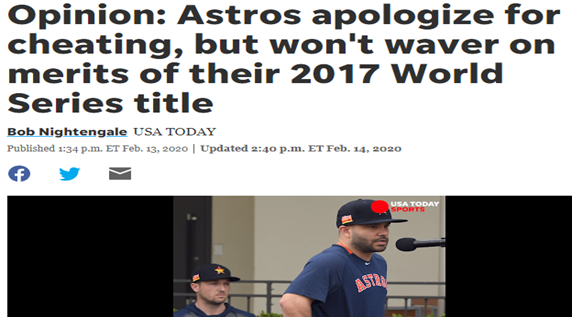 Opinion: Astros apologize for
cheating, but won't waver on
merits of their 2017 World
Series title
Bob Nightengale USA TODAY
Published 1:34 p.m. ET Feb. 13, 2020 | Updated 2:40 p.m. ET Feb. 14, 2020
USA TODAY
SPORTS
ASTROS